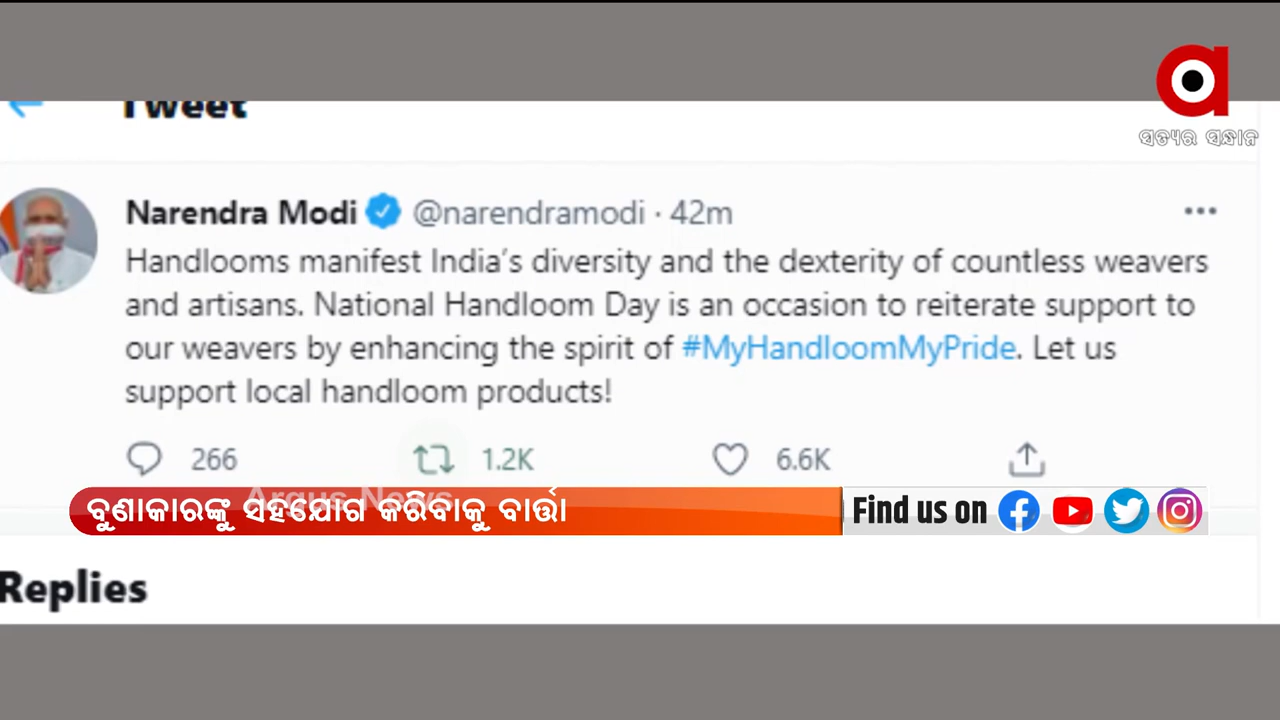 Tweet
ସତ୍ୟର ସନ୍ଧାନ
Narendra Modi @narendramodi · 42m
Handlooms manifest India’s diversity and the dexterity of countless weavers
and artisans. National Handloom Day is an occasion to reiterate support to
our weavers by enhancing the spirit of #MyHandloomMyPride. Let us
support local handloom products!
266 1.2K 6.6K
Argus News
ବୁଣାକାରଙ୍କୁ ସହଯୋଗ କରିବାକୁ ବାର୍ତ୍ତା
Find us on
Replies